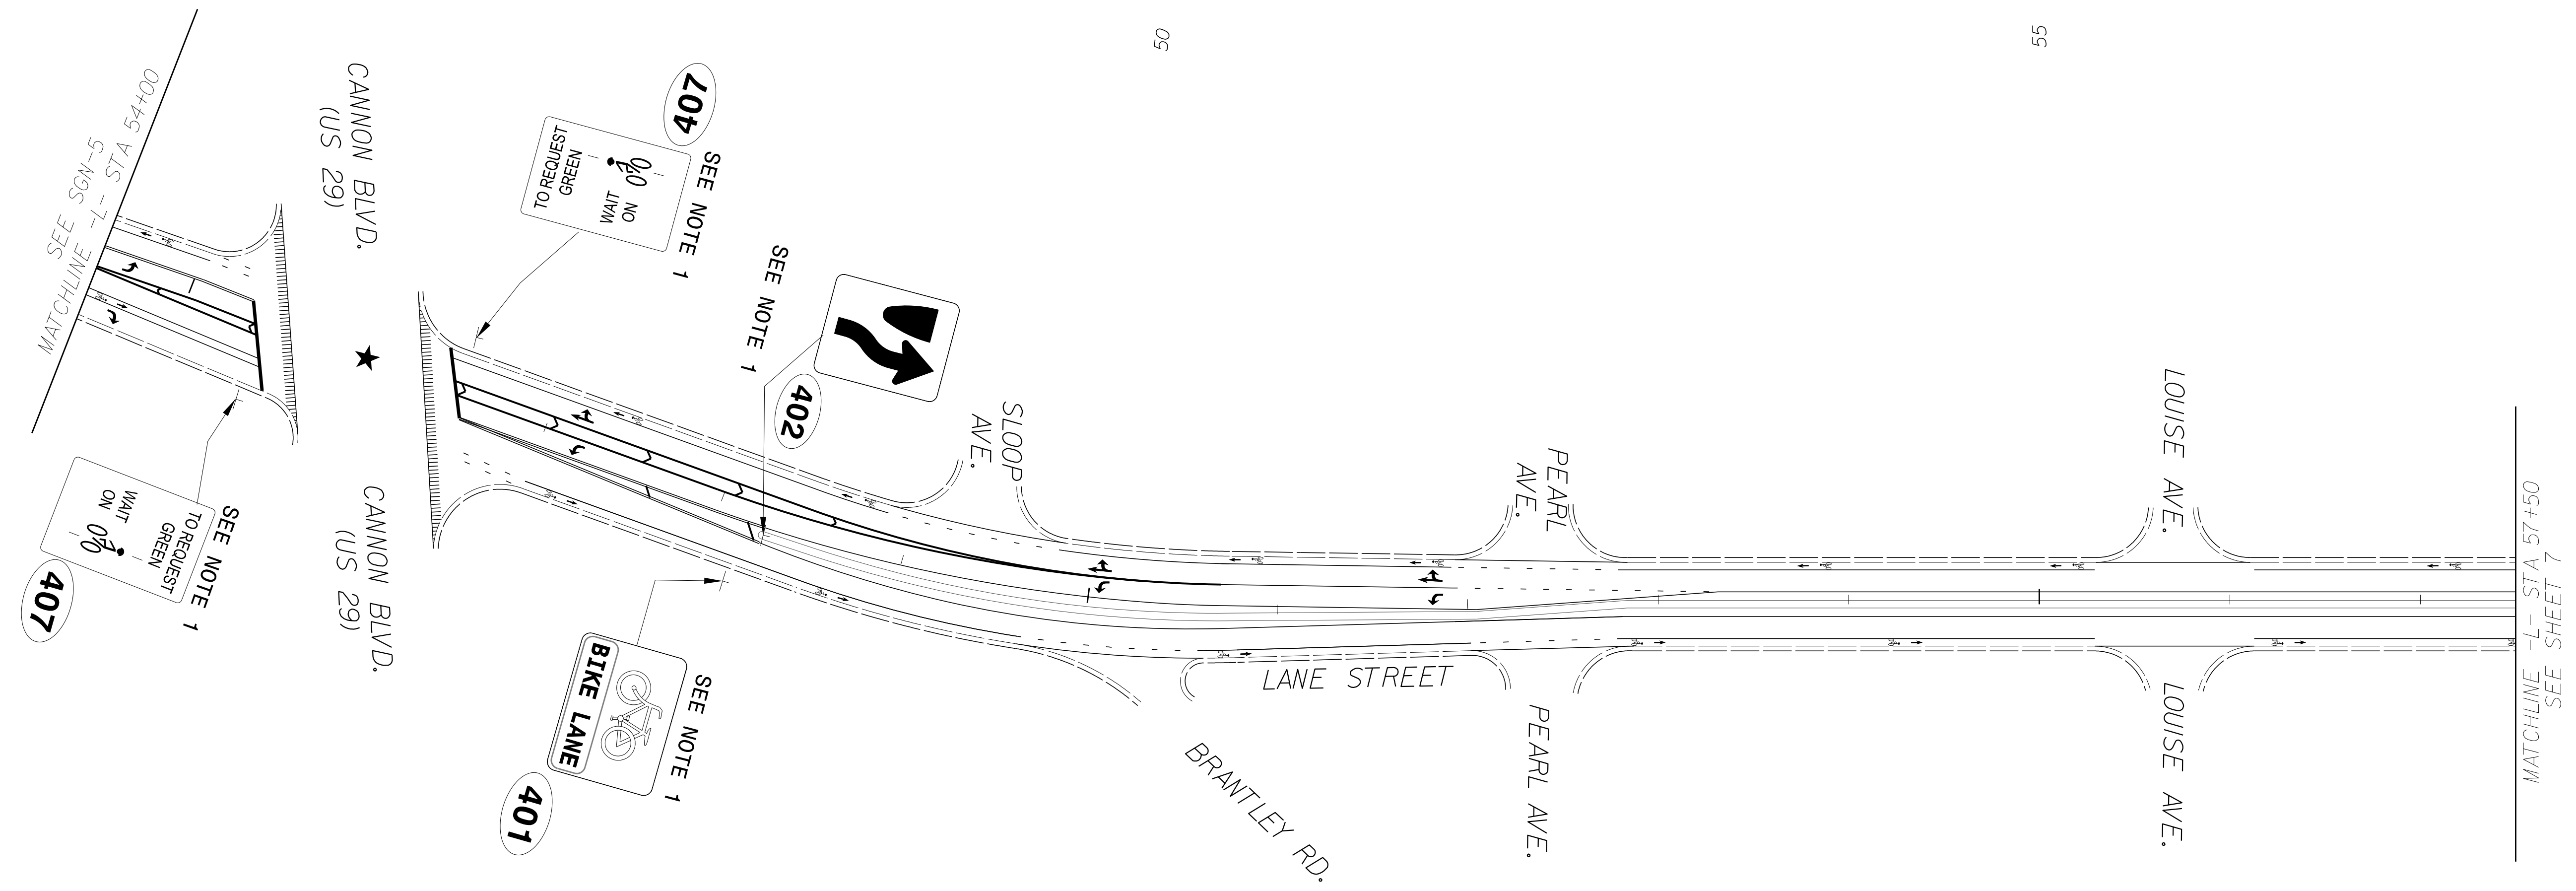 SEE SGN-5
MATCHLINE -L- STA 54+00
CANNON BLVD.
(US 29)
407
TO REQUEST
GREEN
WAIT
ON
SEE NOTE 1
SEE NOTE 1
402
50
55
SLOOP
AVE.
PEARL
AVE.
LOUISE AVE.
MATCHLINE -L- STA 57+50
SEE SHEET 7
WAIT
ON
TO REQUEST
GREEN
SEE NOTE 1
407
CANNON BLVD.
(US 29)
BIKE LANE
SEE NOTE 1
401
LANE STREET
BRANTLEY RD.
PEARL AVE.
LOUISE AVE.